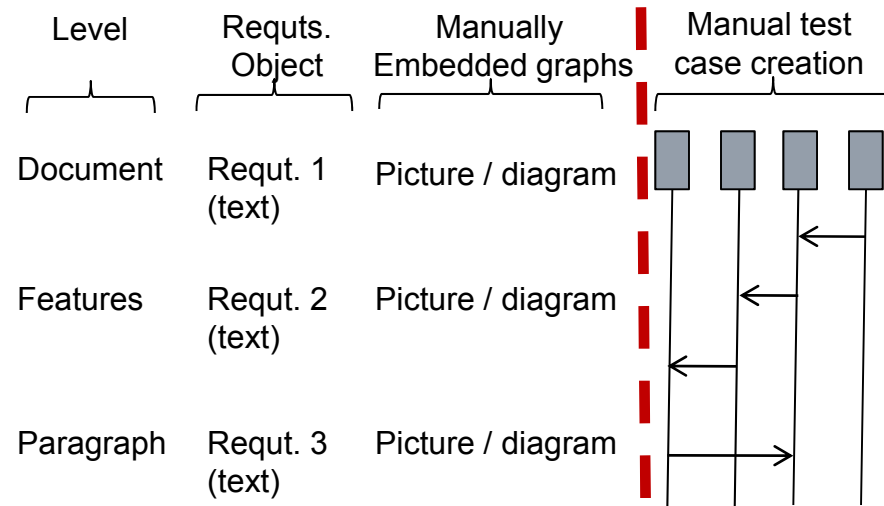 Level
Requts.
Object
Manually
Embedded graphs
Manual test
case creation
Document
Requt. 1
(text)
Picture / diagram
Features
Requt. 2
(text)
Picture / diagram
Paragraph
Requt. 3
(text)
Picture / diagram